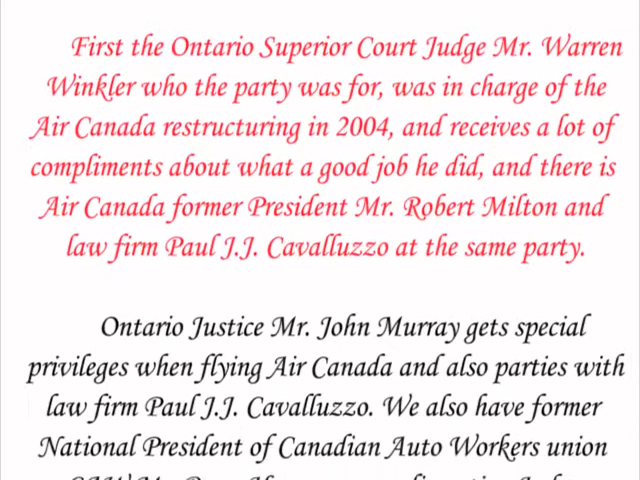 First the Ontario Superior Court Judge Mr. Warren
Winkler who the party was for, was in charge of the
Air Canada restructuring in 2004, and receives a lot of
compliments about what a good job he did, and there is
Air Canada former President Mr. Robert Milton and
law firm Paul J.J. Cavalluzzo at the same party.
Ontario Justice Mr. John Murray gets special
privileges when flying Air Canada and also parties with
law firm Paul J.J. Cavalluzzo. We also have former
National President of Canadian Auto Workers union